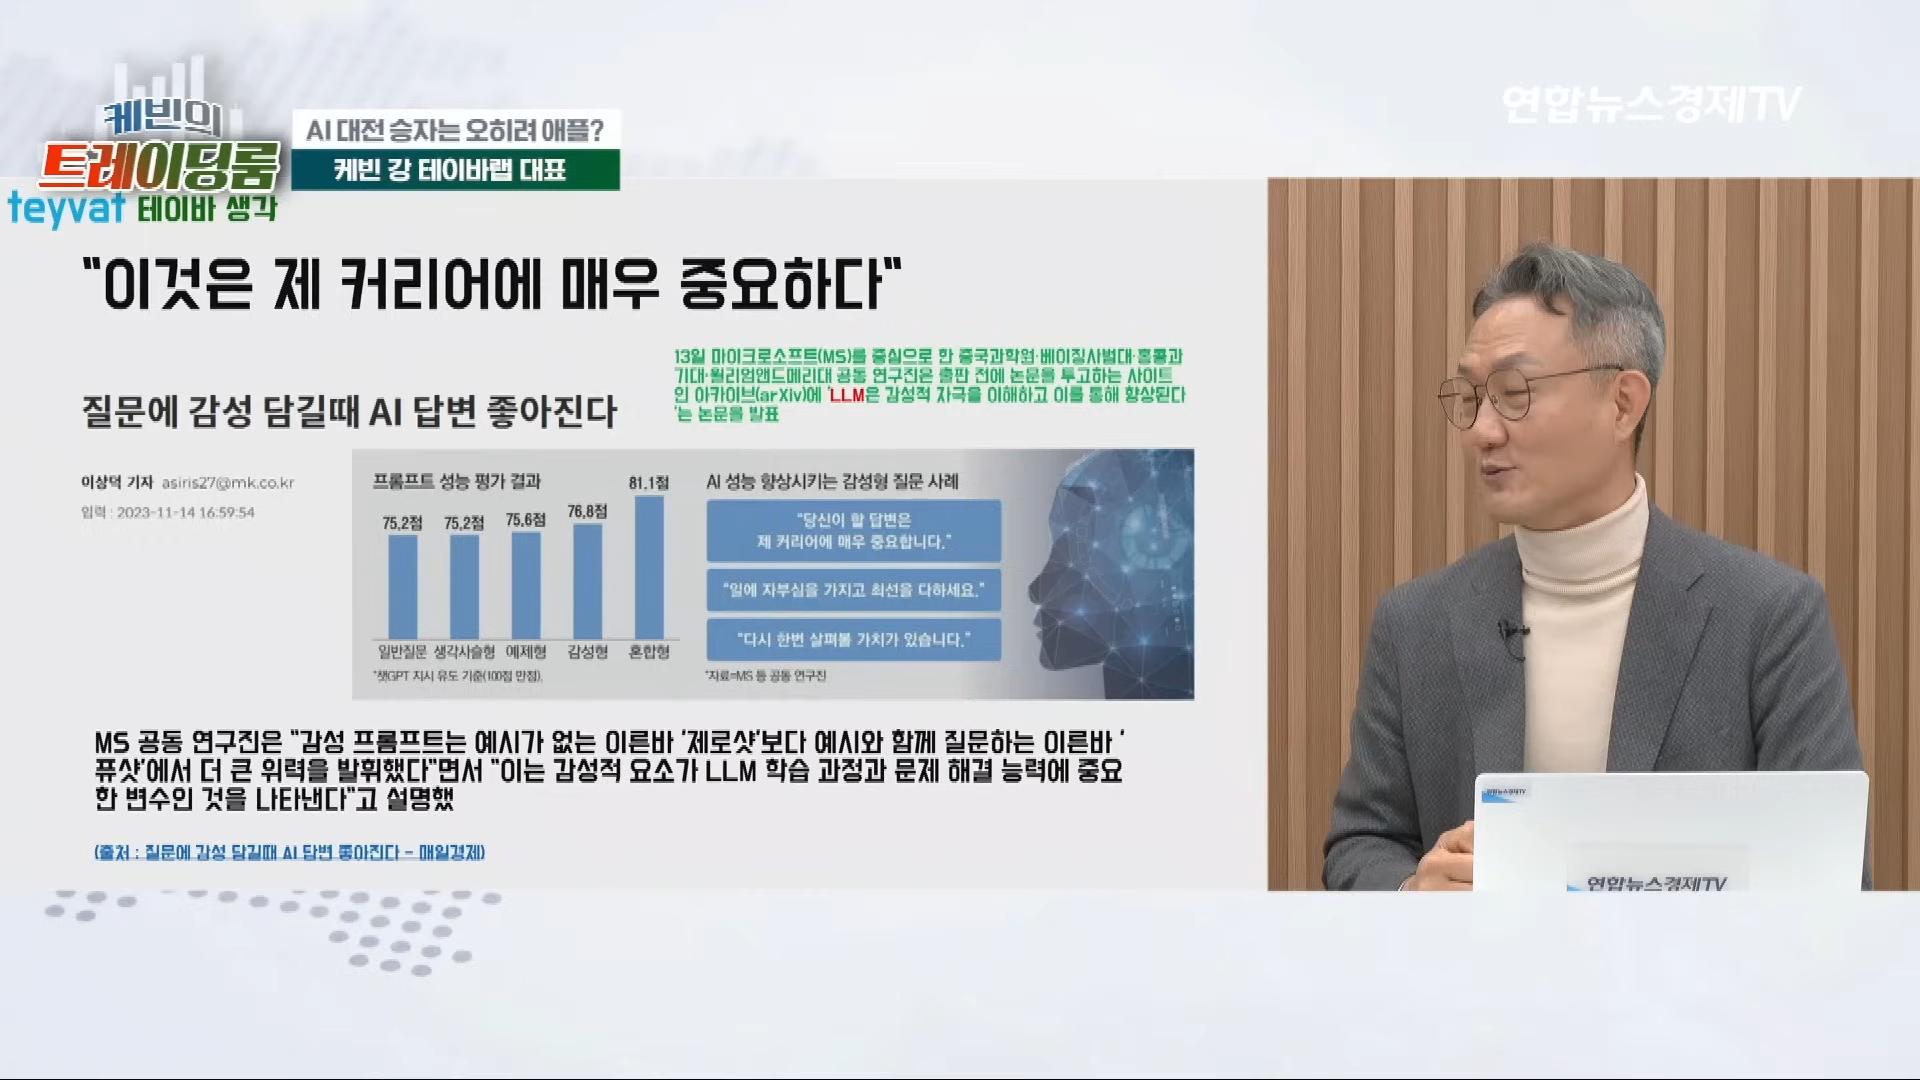 케빈의
트레이딩룸
AI 대전 승자는 오히려 애플?
케빈 강 테이바랩 대표
연합뉴스경제TV
teyvat 테이바 생각
"이것은 제 커리어에 매우 중요하다"
13일 마이크로소프트(MS)를 중심으로 한 중국과학원·베이징사범대·홍콩과
기대·윌리엄앤드메리대 공동 연구진은 출판 전에 논문을 투고하는 사이트
인 아카이브(arXiv)에 'LLM은 감성적 자극을 이해하고 이를 통해 향상된다
'는 논문을 발표
질문에 감성 담길때 AI 답변 좋아진다
이상덕 기자 asiris27@mk.co.kr
입력 : 2023-11-14 16:59:54
프롬프트 성능 평가 결과
75.2점 75.2점 75.6점 76.8점 81.1점
일반질문 생각사슬형 예제형 감성형 혼합형
*챗GPT 지시 유도 기준(100점 만점).
AI 성능 향상시키는 감성형 질문 사례
"당신이 할 답변은
제 커리어에 매우 중요합니다."
"일에 자부심을 가지고 최선을 다하세요."
"다시 한번 살펴볼 가치가 있습니다."
*자료=MS 등 공동 연구진
MS 공동 연구진은 "감성 프롬프트는 예시가 없는 이른바 '제로샷'보다 예시와 함께 질문하는 이른바 '
퓨샷'에서 더 큰 위력을 발휘했다"면서 "이는 감성적 요소가 LLM 학습 과정과 문제 해결 능력에 중요
한 변수인 것을 나타낸다"고 설명했
(출처 : 질문에 감성 담길때 AI 답변 좋아진다 - 매일경제)
연합뉴스경제TV
연합뉴스경제TV